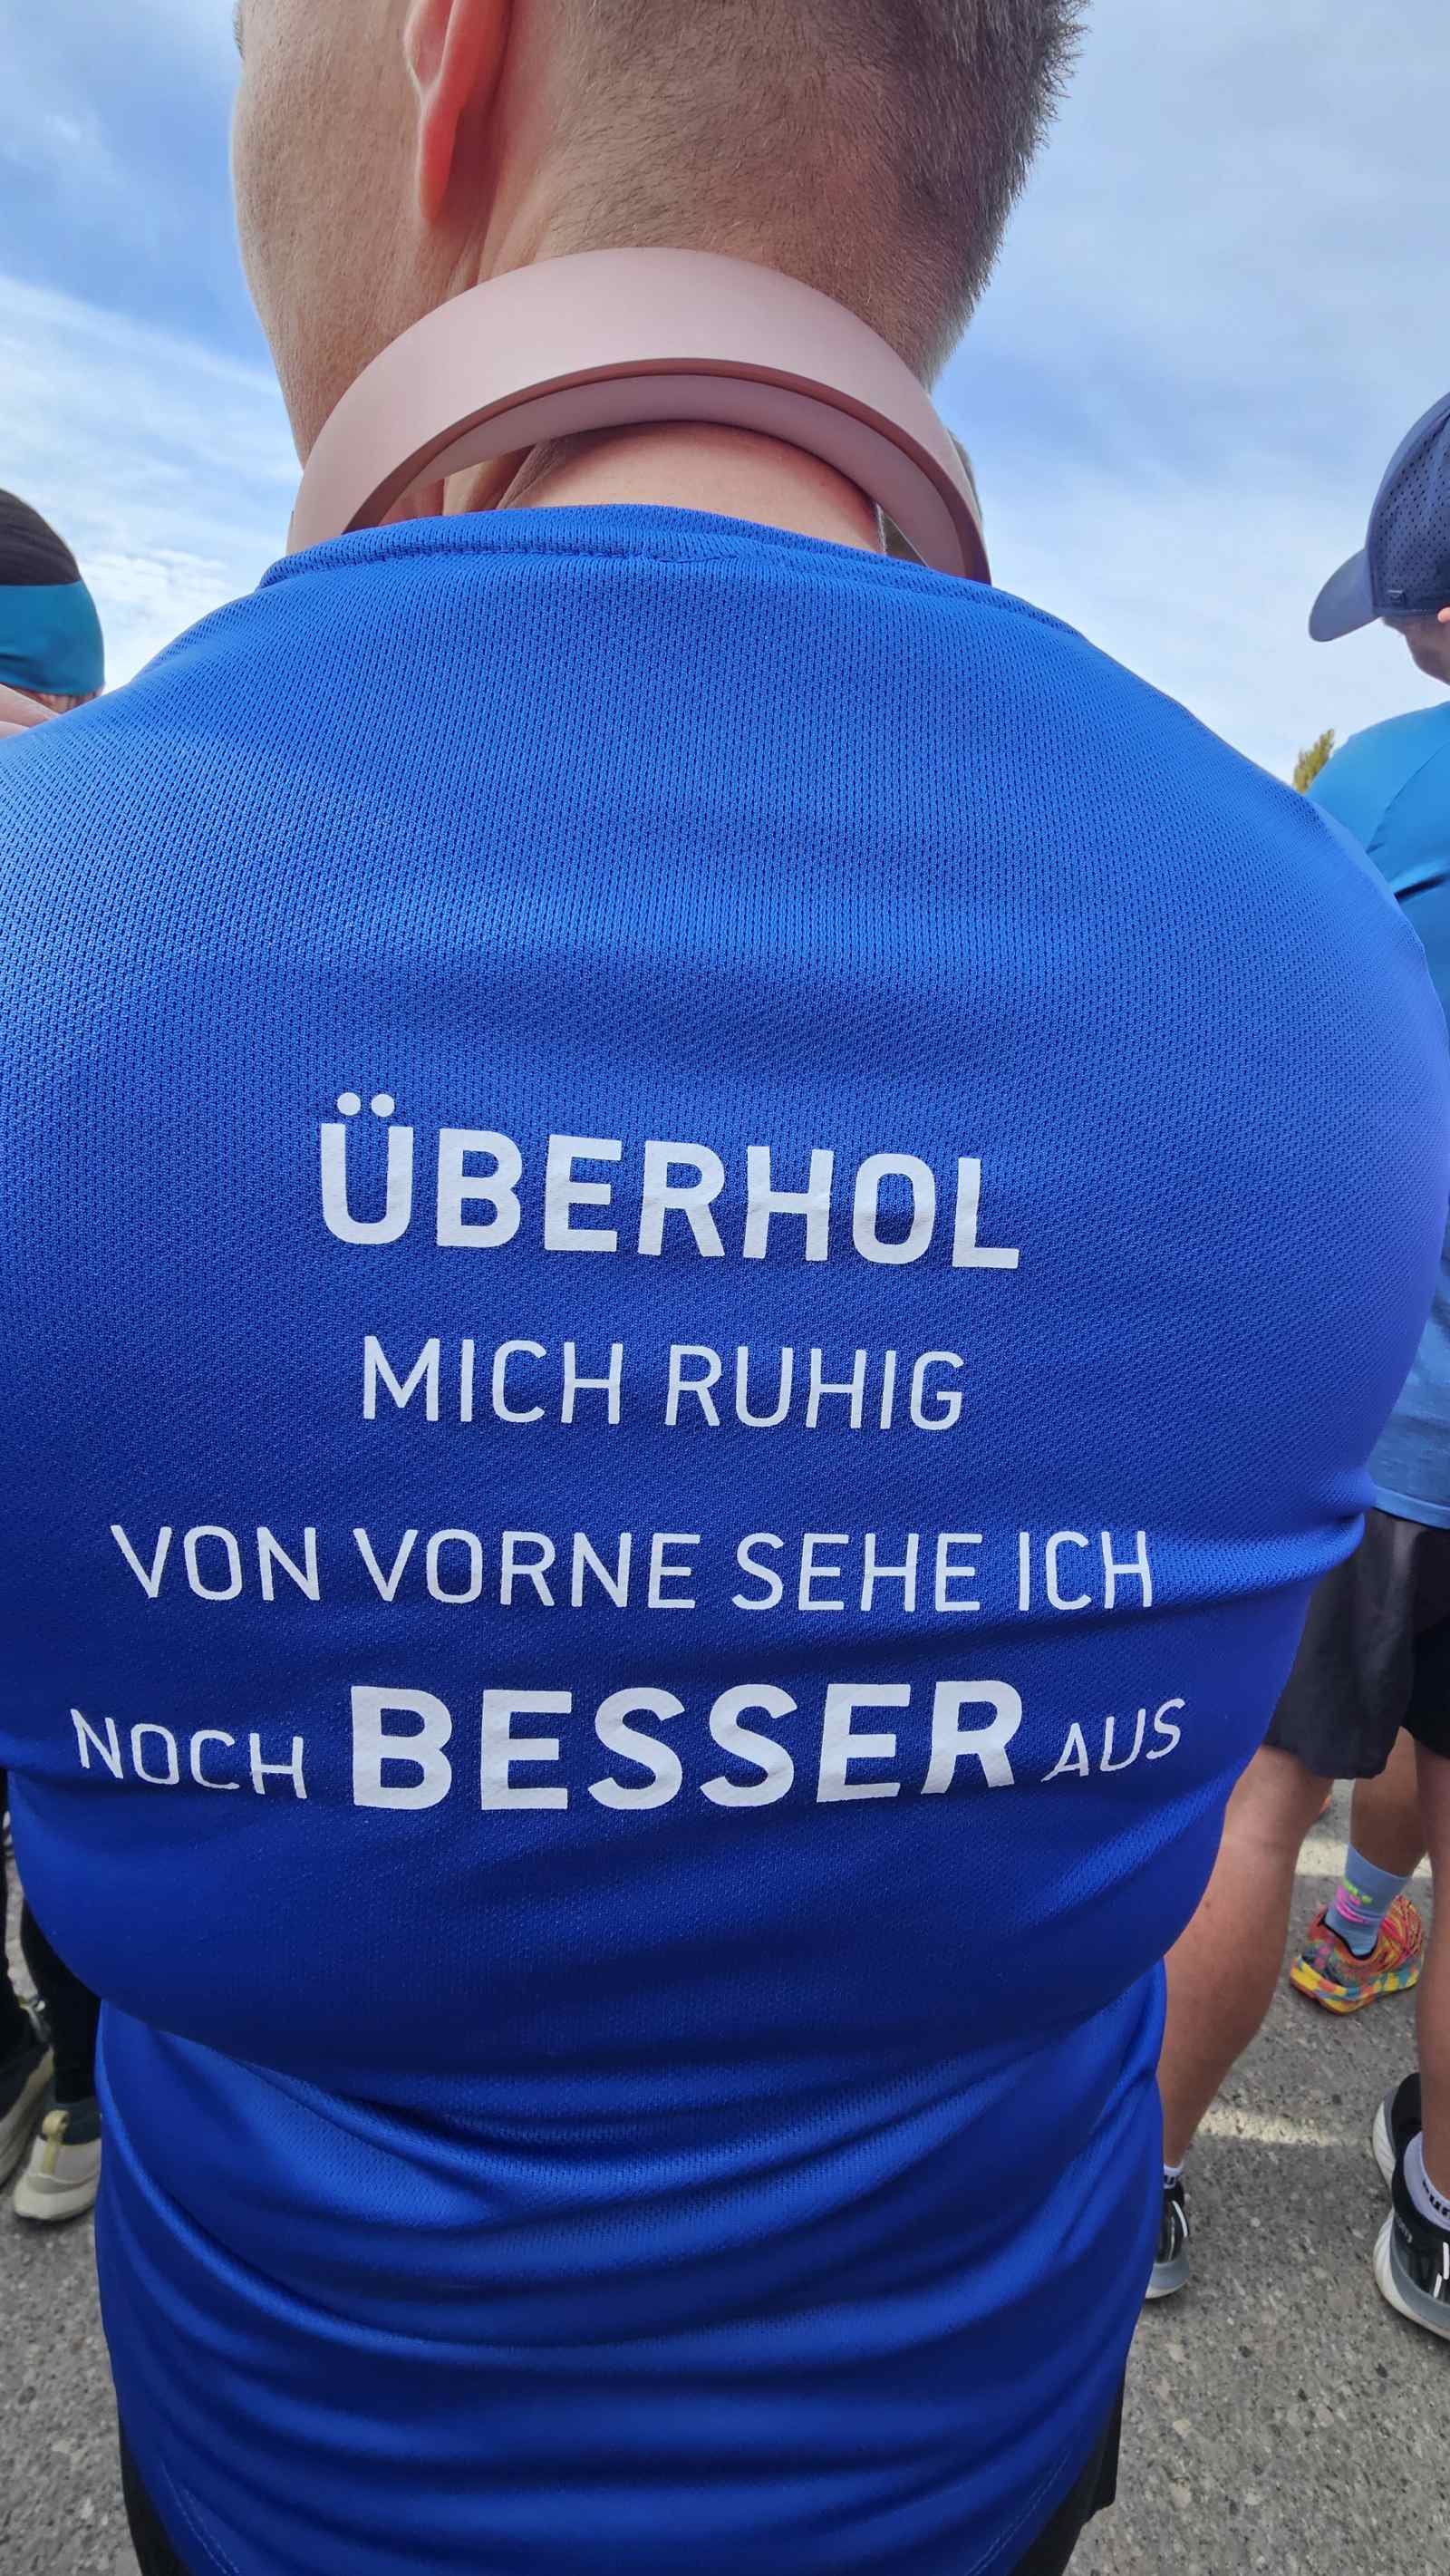 ÜBERHOL
MICH RUHIG
VON VORNE SEHE ICH
NOCH BESSER AUS